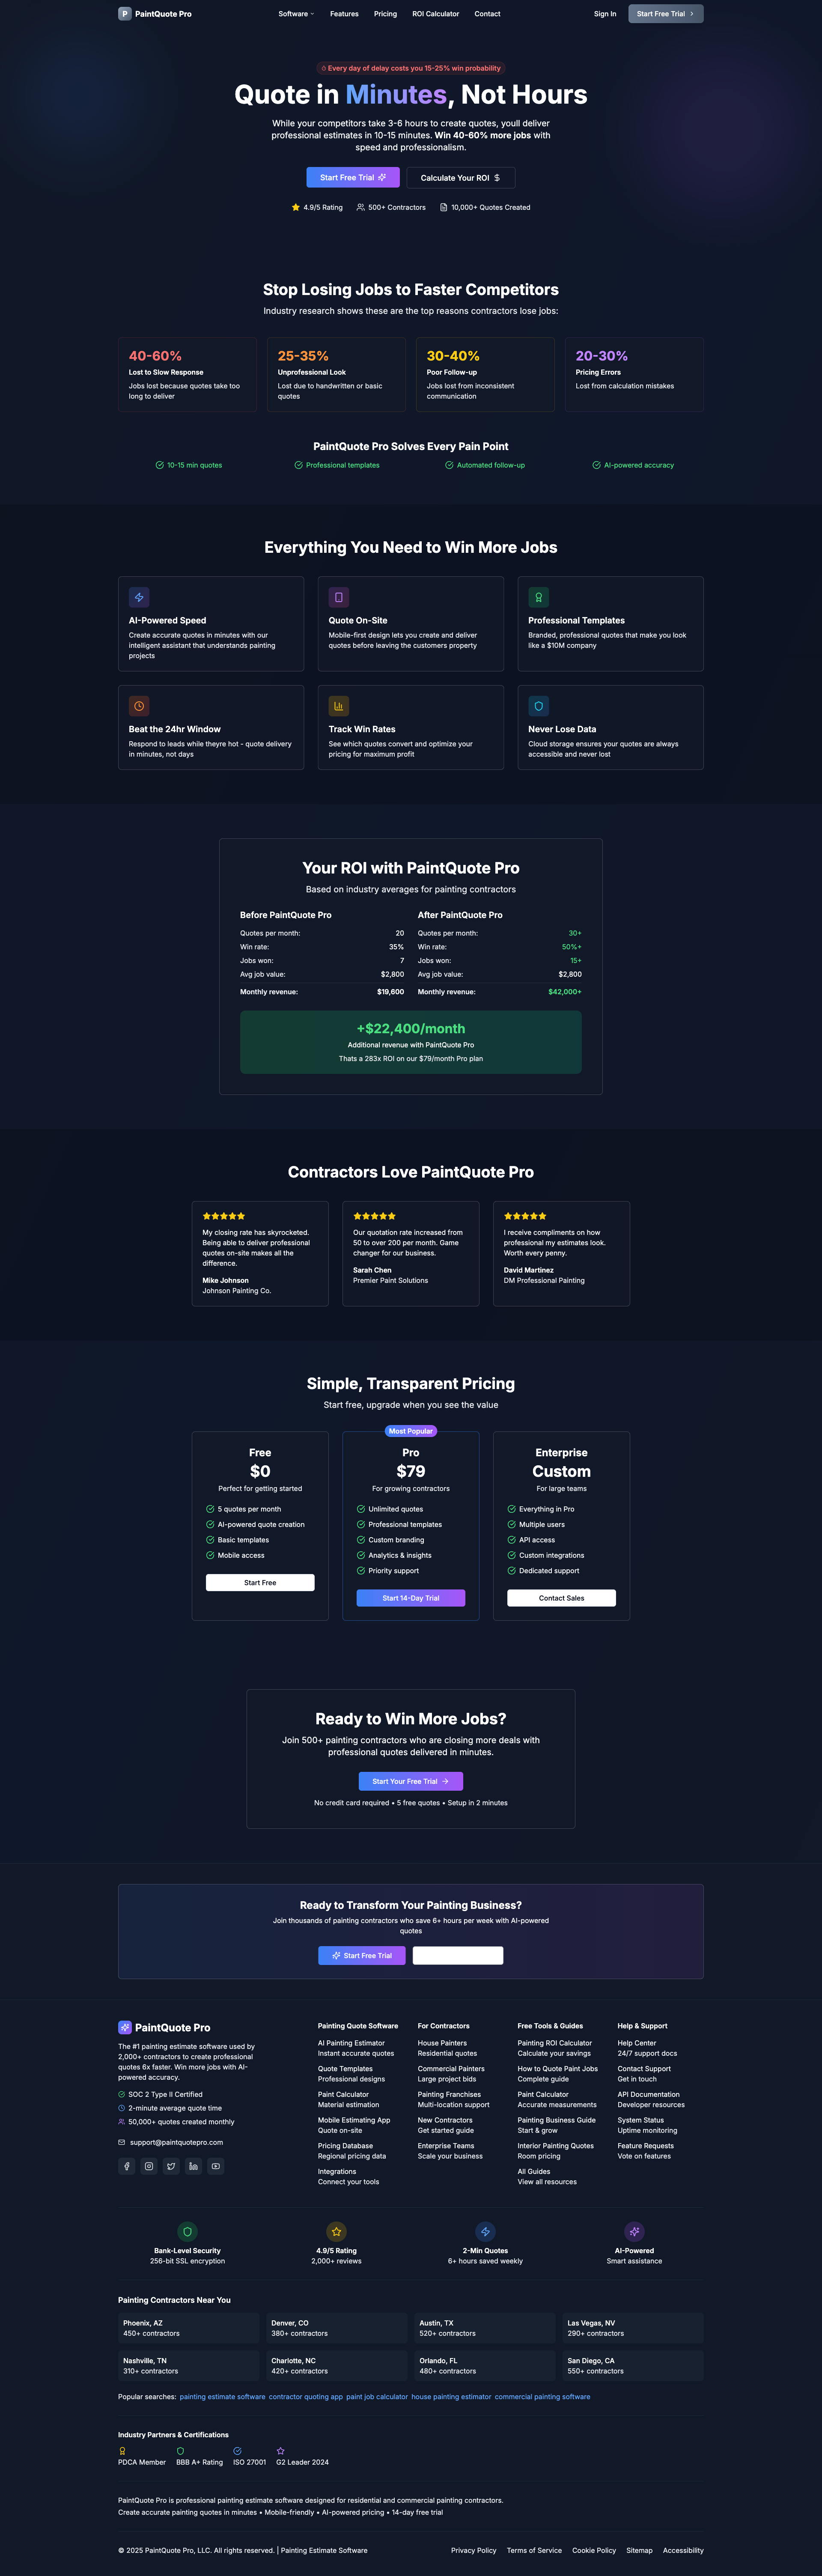 P PaintQuote Pro
Software Features Pricing ROI Calculator Contact
Sign In Start Free Trial
Every day of delay costs you 15-25% win probability
Quote in Minutes, Not Hours
While your competitors take 3-6 hours to create quotes, youll deliver
professional estimates in 10-15 minutes. Win 40-60% more jobs with
speed and professionalism.
Start Free Trial Calculate Your ROI
4.9/5 Rating 500+ Contractors 10,000+ Quotes Created
Stop Losing Jobs to Faster Competitors
Industry research shows these are the top reasons contractors lose jobs:
40-60%
Lost to Slow Response
Jobs lost because quotes take too
long to deliver
25-35%
Unprofessional Look
Lost due to handwritten or basic
quotes
30-40%
Poor Follow-up
Jobs lost from inconsistent
communication
20-30%
Pricing Errors
Lost from calculation mistakes
PaintQuote Pro Solves Every Pain Point
10-15 min quotes Professional templates Automated follow-up AI-powered accuracy
Everything You Need to Win More Jobs
AI-Powered Speed
Create accurate quotes in minutes with our
intelligent assistant that understands painting
projects
Quote On-Site
Mobile-first design lets you create and deliver
quotes before leaving the customers property
Professional Templates
Branded, professional quotes that make you look
like a $10M company
Beat the 24hr Window
Respond to leads while theyre hot - quote delivery
in minutes, not days
Track Win Rates
See which quotes convert and optimize your
pricing for maximum profit
Never Lose Data
Cloud storage ensures your quotes are always
accessible and never lost
Your ROI with PaintQuote Pro
Based on industry averages for painting contractors
Before PaintQuote Pro
Quotes per month: 20
Win rate: 35%
Jobs won: 7
Avg job value: $2,800
Monthly revenue: $19,600
After PaintQuote Pro
Quotes per month: 30+
Win rate: 50%+
Jobs won: 15+
Avg job value: $2,800
Monthly revenue: $42,000+
+$22,400/month
Additional revenue with PaintQuote Pro
Thats a 283x ROI on our $79/month Pro plan
Contractors Love PaintQuote Pro
My closing rate has skyrocketed.
Being able to deliver professional
quotes on-site makes all the
difference.
Mike Johnson
Johnson Painting Co.
Our quotation rate increased from
50 to over 200 per month. Game
changer for our business.
Sarah Chen
Premier Paint Solutions
I receive compliments on how
professional my estimates look.
Worth every penny.
David Martinez
DM Professional Painting
Simple, Transparent Pricing
Start free, upgrade when you see the value
Free
$0
Perfect for getting started
5 quotes per month
AI-powered quote creation
Basic templates
Mobile access
Start Free
Most Popular
Pro
$79
For growing contractors
Unlimited quotes
Professional templates
Custom branding
Analytics & insights
Priority support
Start 14-Day Trial
Enterprise
Custom
For large teams
Everything in Pro
Multiple users
API access
Custom integrations
Dedicated support
Contact Sales
Ready to Win More Jobs?
Join 500+ painting contractors who are closing more deals with
professional quotes delivered in minutes.
Start Your Free Trial
No credit card required • 5 free quotes • Setup in 2 minutes
Ready to Transform Your Painting Business?
Join thousands of painting contractors who save 6+ hours per week with AI-powered
quotes
Start Free Trial
PaintQuote Pro
The #1 painting estimate software used by
2,000+ contractors to create professional
quotes 6x faster. Win more jobs with AI-
powered accuracy.
SOC 2 Type II Certified
2-minute average quote time
50,000+ quotes created monthly
support@paintquotepro.com
Painting Quote Software
AI Painting Estimator
Instant accurate quotes
Quote Templates
Professional designs
Paint Calculator
Material estimation
Mobile Estimating App
Quote on-site
Pricing Database
Regional pricing data
Integrations
Connect your tools
For Contractors
House Painters
Residential quotes
Commercial Painters
Large project bids
Painting Franchises
Multi-location support
New Contractors
Get started guide
Enterprise Teams
Scale your business
Free Tools & Guides
Painting ROI Calculator
Calculate your savings
How to Quote Paint Jobs
Complete guide
Paint Calculator
Accurate measurements
Painting Business Guide
Start & grow
Interior Painting Quotes
Room pricing
All Guides
View all resources
Help & Support
Help Center
24/7 support docs
Contact Support
Get in touch
API Documentation
Developer resources
System Status
Uptime monitoring
Feature Requests
Vote on features
Bank-Level Security
256-bit SSL encryption
4.9/5 Rating
2,000+ reviews
2-Min Quotes
6+ hours saved weekly
AI-Powered
Smart assistance
Painting Contractors Near You
Phoenix, AZ
450+ contractors
Denver, CO
380+ contractors
Austin, TX
520+ contractors
Las Vegas, NV
290+ contractors
Nashville, TN
310+ contractors
Charlotte, NC
420+ contractors
Orlando, FL
480+ contractors
San Diego, CA
550+ contractors
Popular searches: painting estimate software contractor quoting app paint job calculator house painting estimator commercial painting software
Industry Partners & Certifications
PDCA Member BBB A+ Rating ISO 27001 G2 Leader 2024
PaintQuote Pro is professional painting estimate software designed for residential and commercial painting contractors.
Create accurate painting quotes in minutes • Mobile-friendly • AI-powered pricing • 14-day free trial
© 2025 PaintQuote Pro, LLC. All rights reserved. | Painting Estimate Software
Privacy Policy Terms of Service Cookie Policy Sitemap Accessibility